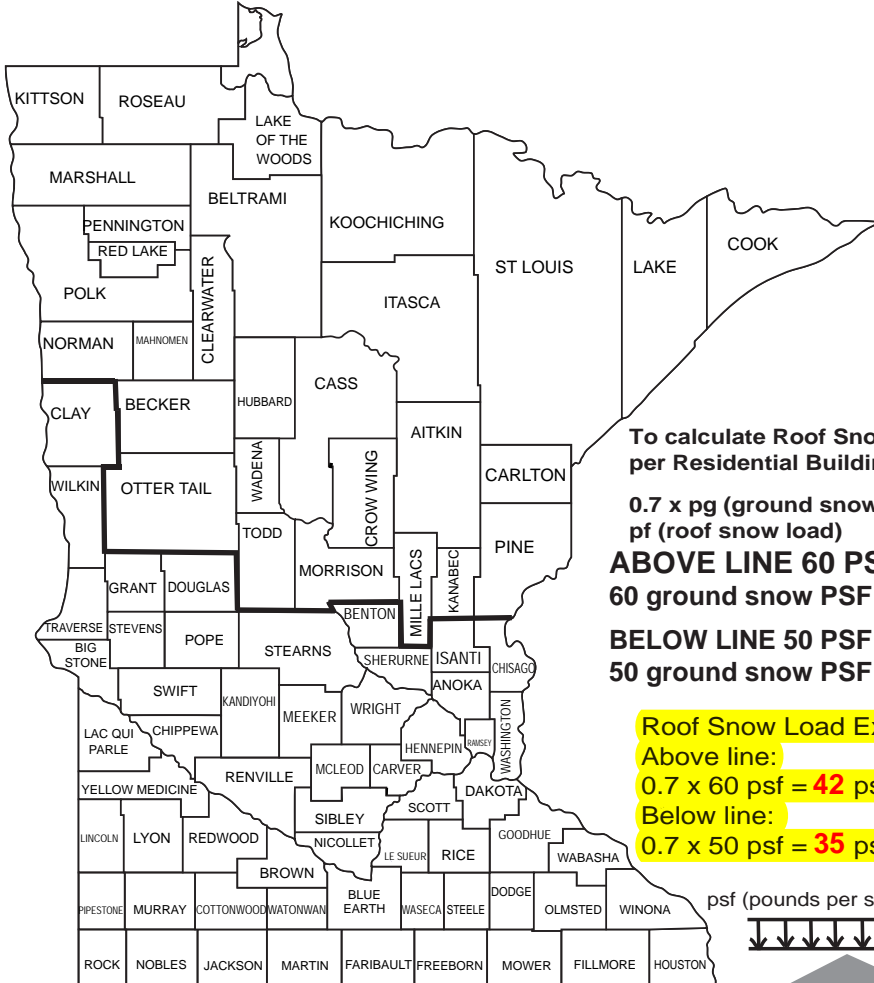 KITTSON
ROSEAU
LAKE
OF THE
WOODS
MARSHALL
BELTRAMI
PENNINGTON
RED LAKE
KOOCHICHING
COOK
ST LOUIS
LAKE
POLK
CLEARWATER
ITASCA
NORMAN
MAHNOMEN
CASS
HUBBARD
CLAY
BECKER
AITKIN
To calculate Roof Sno
per Residential Buildin
WILKIN
OTTER TAIL
WADENA
CROW WING
CARLTON
0.7 x pg (ground snow
pf (roof snow load)
TODD
PINE
MORRISON
MILLE LACS
KANABEC
ABOVE LINE 60 PS
60 ground snow PSF
GRANT
DOUGLAS
BENTON
TRAVERSE
STEVENS
POPE
STEARNS
BELOW LINE 50 PSF
50 ground snow PSF
BIG
STONE
SHERURNE
ISANTI
CHISAGO
ANOKA
SWIFT
KANDIYOHI
MEEKER
WRIGHT
WASHINGTON
LAC QUI
PARLE
CHIPPEWA
HENNEPIN
RAMSEY
Roof Snow Load Ex
Above line:
0.7 x 60 psf = 42 ps
Below line:
0.7 x 50 psf = 35 ps
RENVILLE
MCLEOD
CARVER
YELLOW MEDICINE
DAKOTA
SCOTT
SIBLEY
LINCOLN
LYON
REDWOOD
NICOLLET
LE SUEUR
RICE
GOODHUE
WABASHA
BROWN
PIPESTONE
MURRAY
COTTONWOOD
WATONWAN
BLUE
EARTH
WASECA
STEELE
DODGE
OLMSTED
WINONA
psf (pounds per s
ROCK
NOBLES
JACKSON
MARTIN
FARIBAULT
FREEBORN
MOWER
FILLMORE
HOUSTON